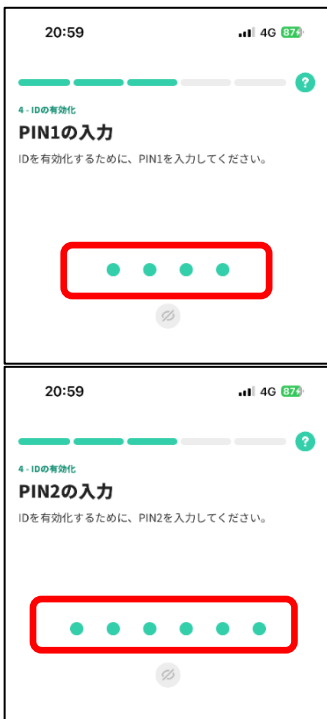 20:59 4G 87
?
4 - IDの有効化
PIN1の入力
IDを有効化するために、PIN1を入力してください。
20:59 4G 87
?
4 - IDの有効化
PIN2の入力
IDを有効化するために、PIN2を入力してください。